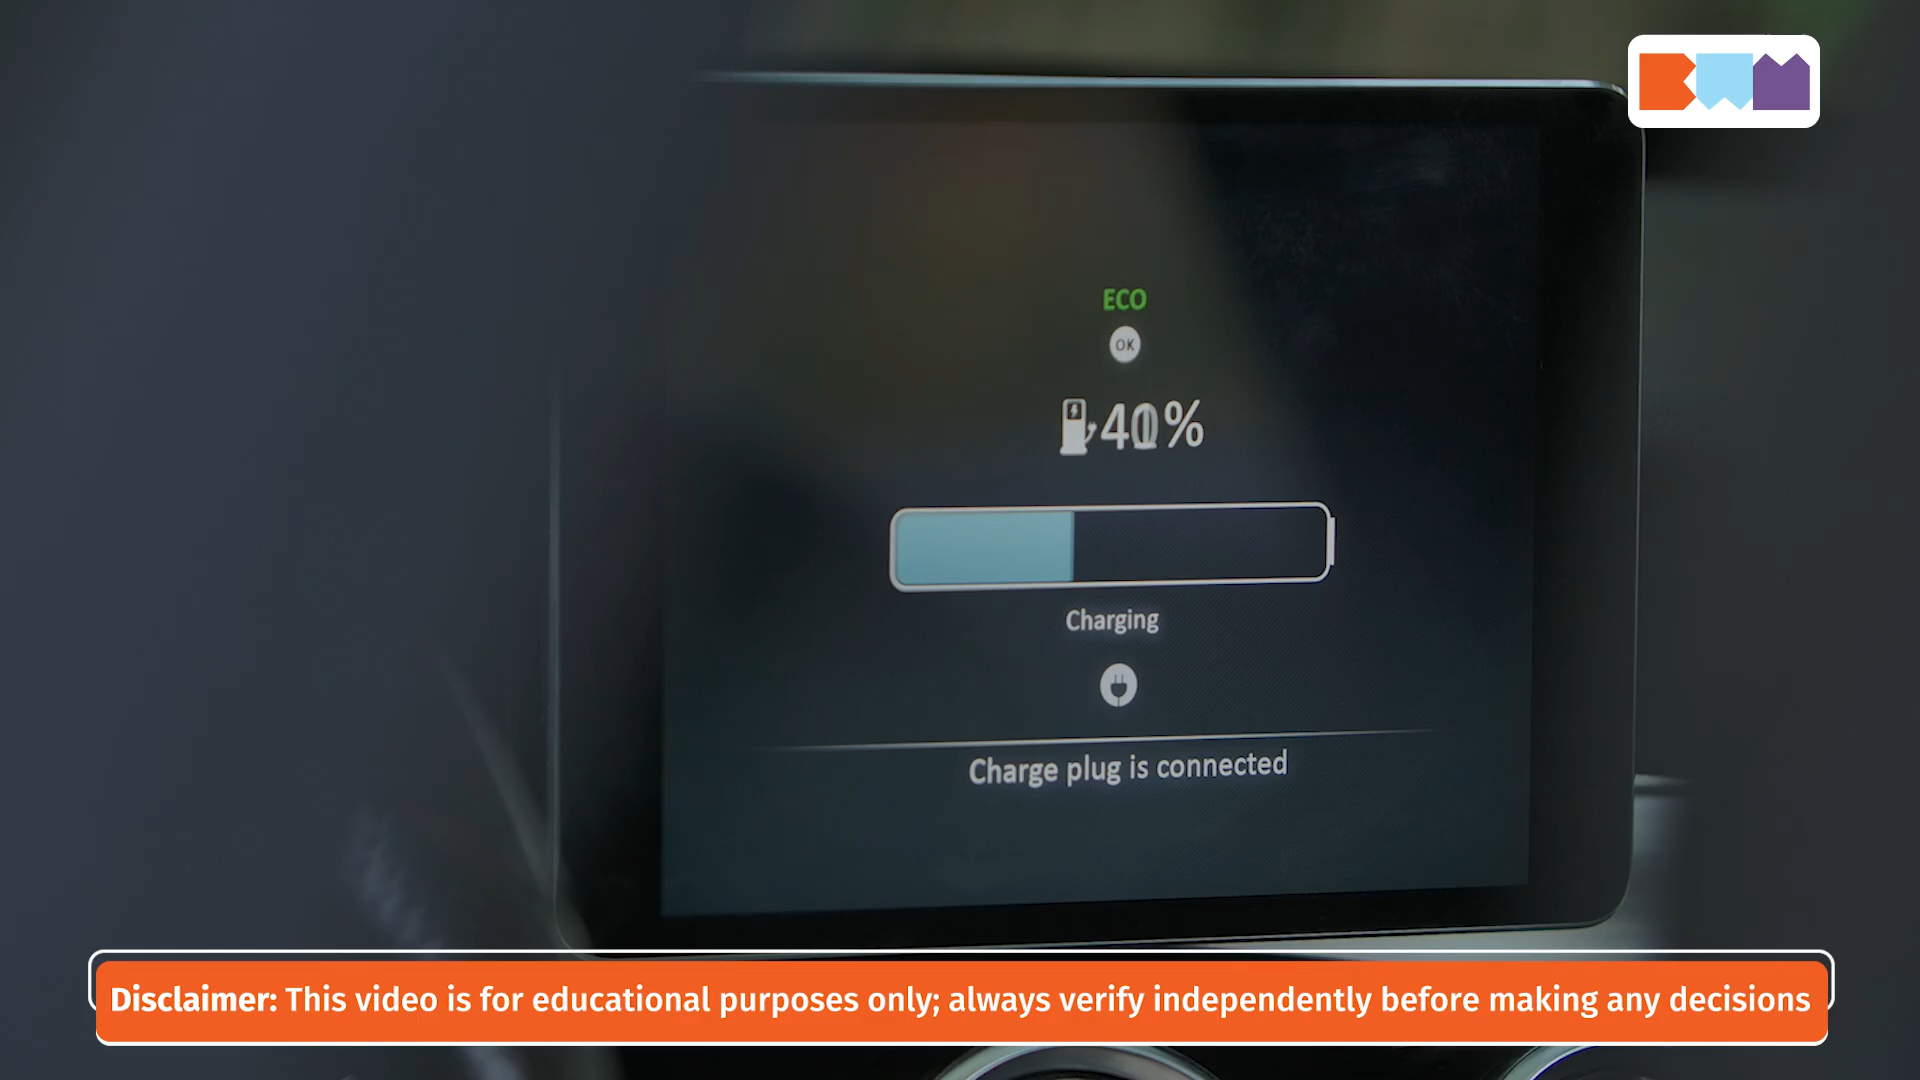 ECO
OK
Charging
Charge plug is connected
Disclaimer: This video is for educational purposes only; always verify independently before making any decisions